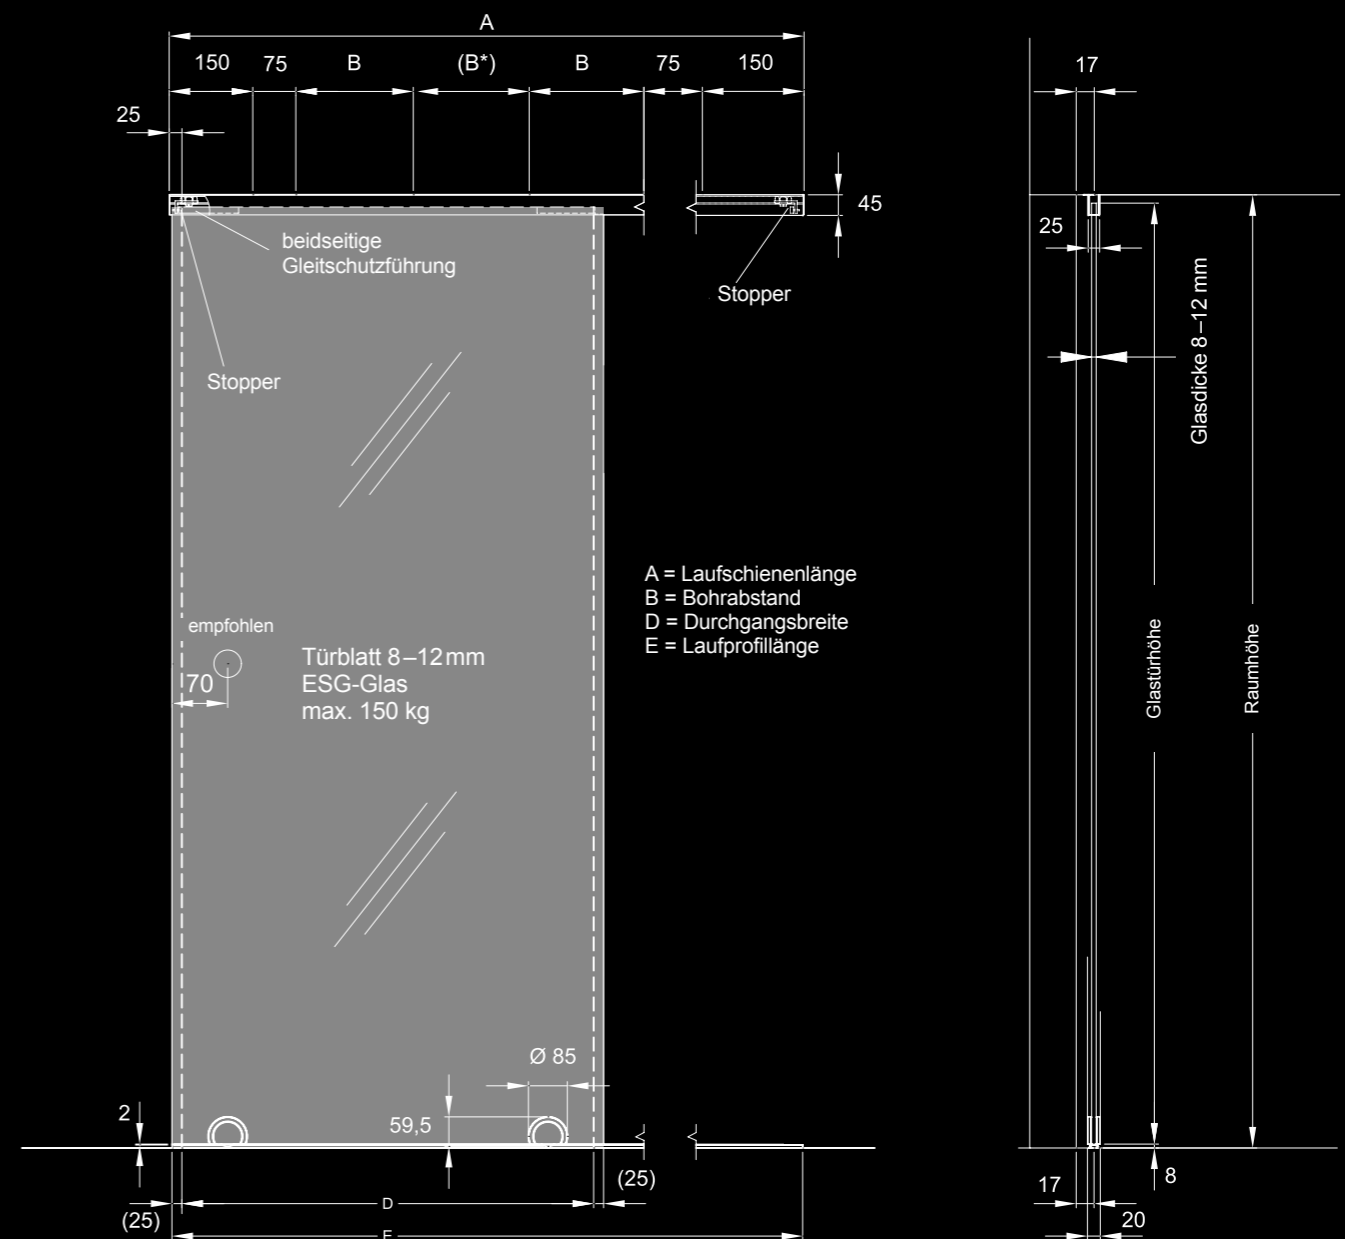 A
150 75 B (B*) B 75 150
17
25
45
25
beidseitige
Gleitschutzführung
Stopper
Stopper
Glasdicke 8–12 mm
A = Laufschienenlänge
B = Bohrabstand
D = Durchgangsbreite
E = Laufprofillänge
empfohlen
70
Türblatt 8–12 mm
ESG-Glas
max. 150 kg
Glastürhöhe
Raumhöhe
Ø 85
2
59,5
(25)
D
(25)
E
17
8
20